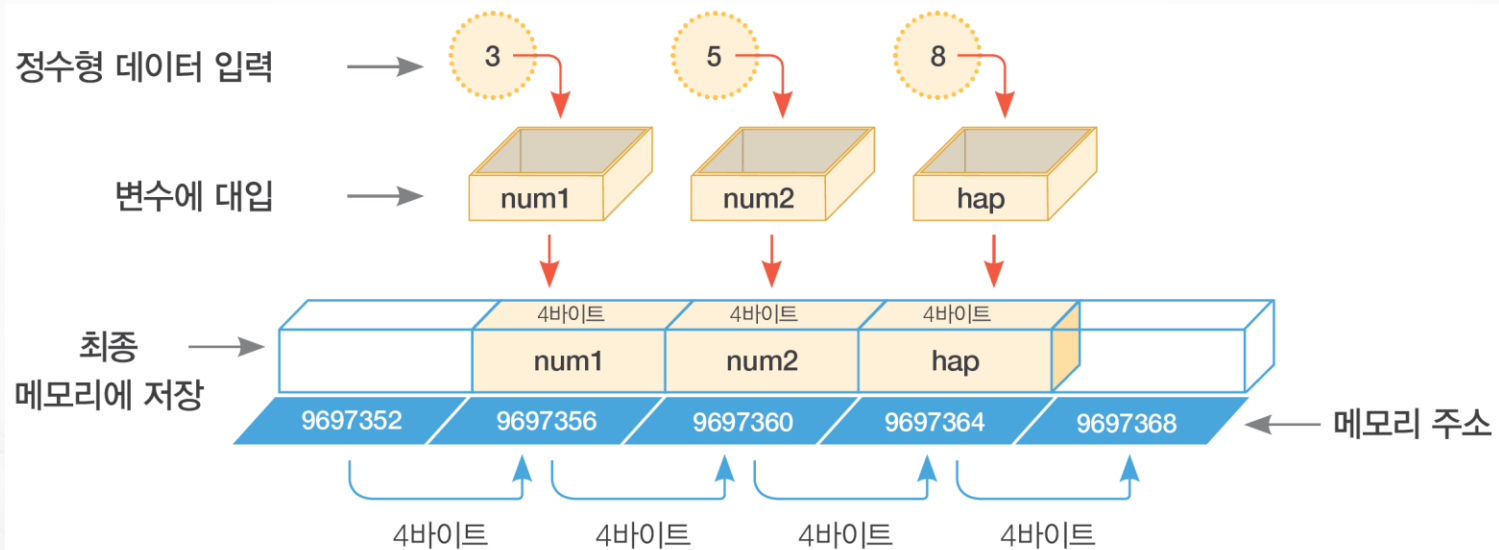 정수형 데이터 입력
3
5
8
변수에 대입
num1
num2
hap
4바이트
4바이트
4바이트
최종
메모리에 저장
num1
num2
hap
9697352
9697356
9697360
9697364
9697368
메모리 주소
4바이트
4바이트
4바이트
4바이트